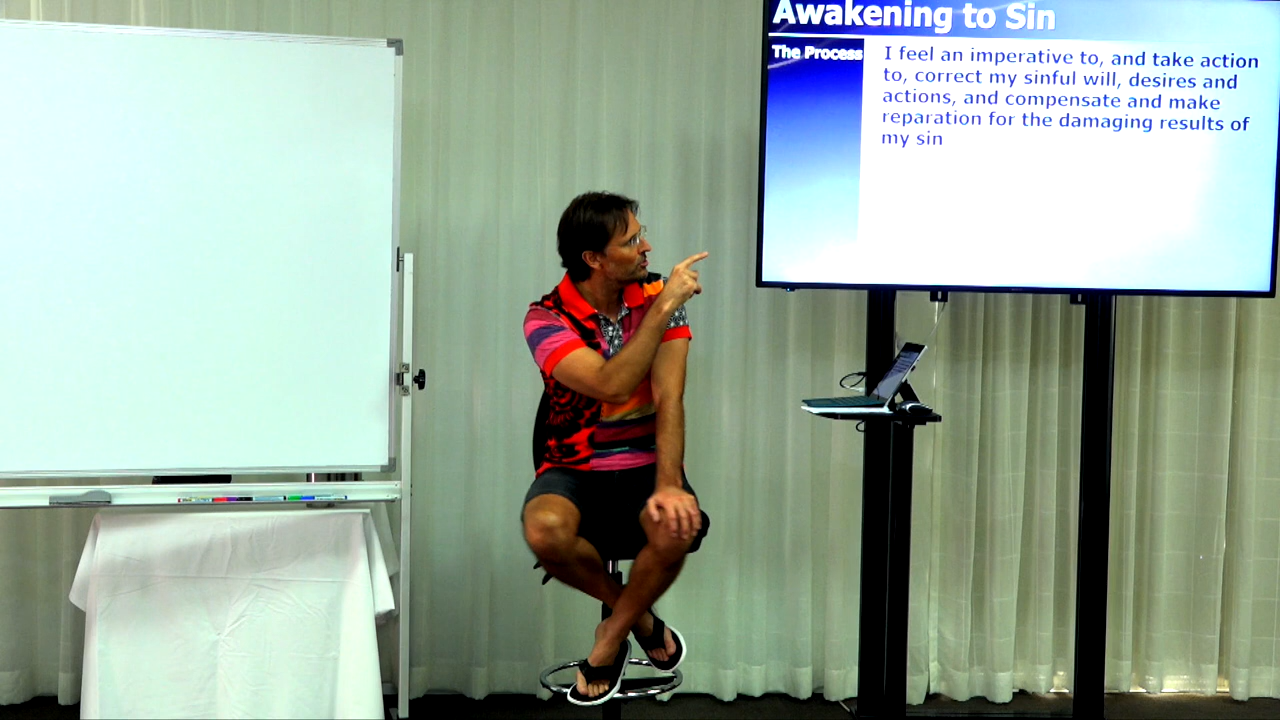 Awakening to Sin
The Process
I feel an imperative to, and take action
to, correct my sinful will, desires and
actions, and compensate and make
reparation for the damaging results of
my sin